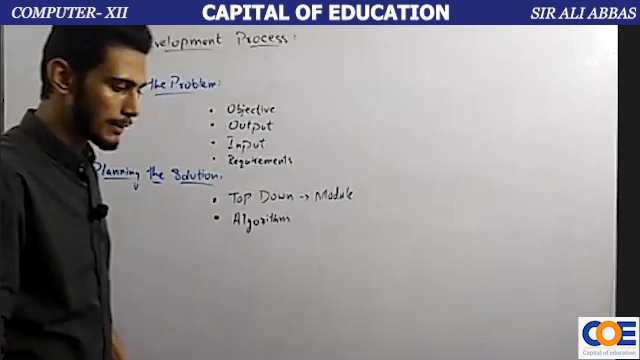 COMPUTER- XII
CAPITAL OF EDUCATION
SIR ALI ABBAS
velopment Process:
the Problem:
• Objective
• Output
• Input
• Requirements
Planning the Solution.
• Top Down → Module
• Algorithm
COE
Capital of education